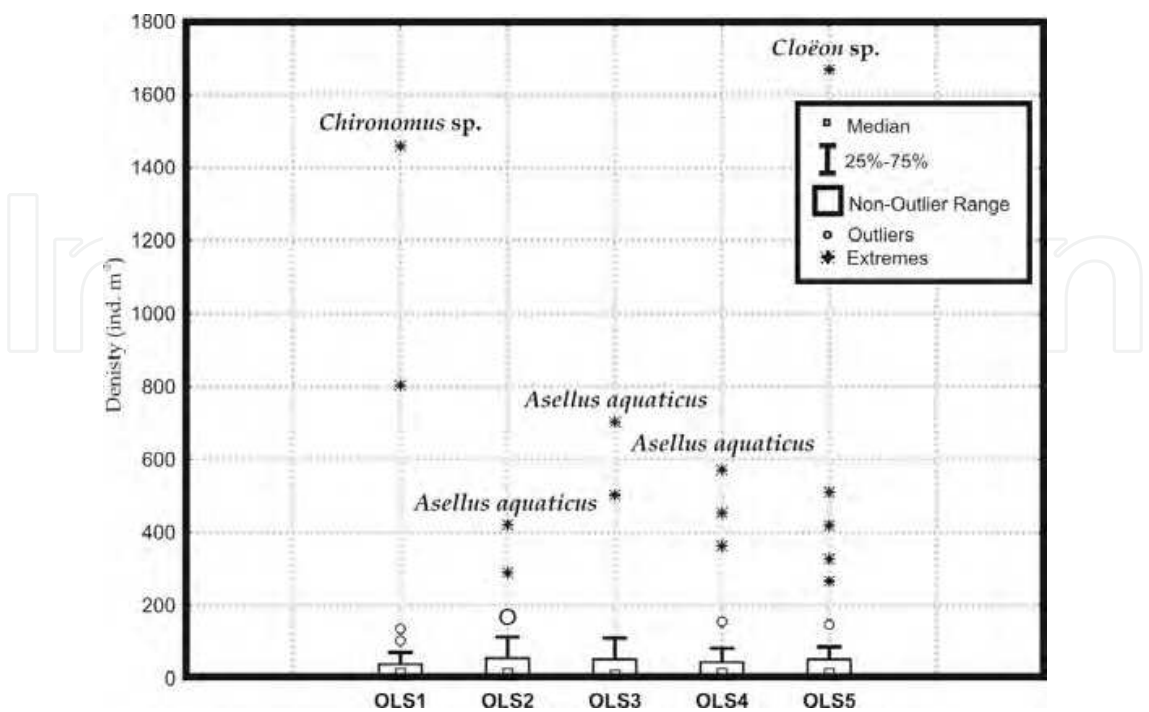 1800
1600
1400
1200
1000
800
600
400
200
0
Denisty (ind. m⁻²)
Chironomus sp.
Asellus aquaticus
Asellus aquaticus
Asellus aquaticus
Cloëon sp.
Median
25%-75%
Non-Outlier Range
Outliers
Extremes
OLS1 OLS2 OLS3 OLS4 OLS5